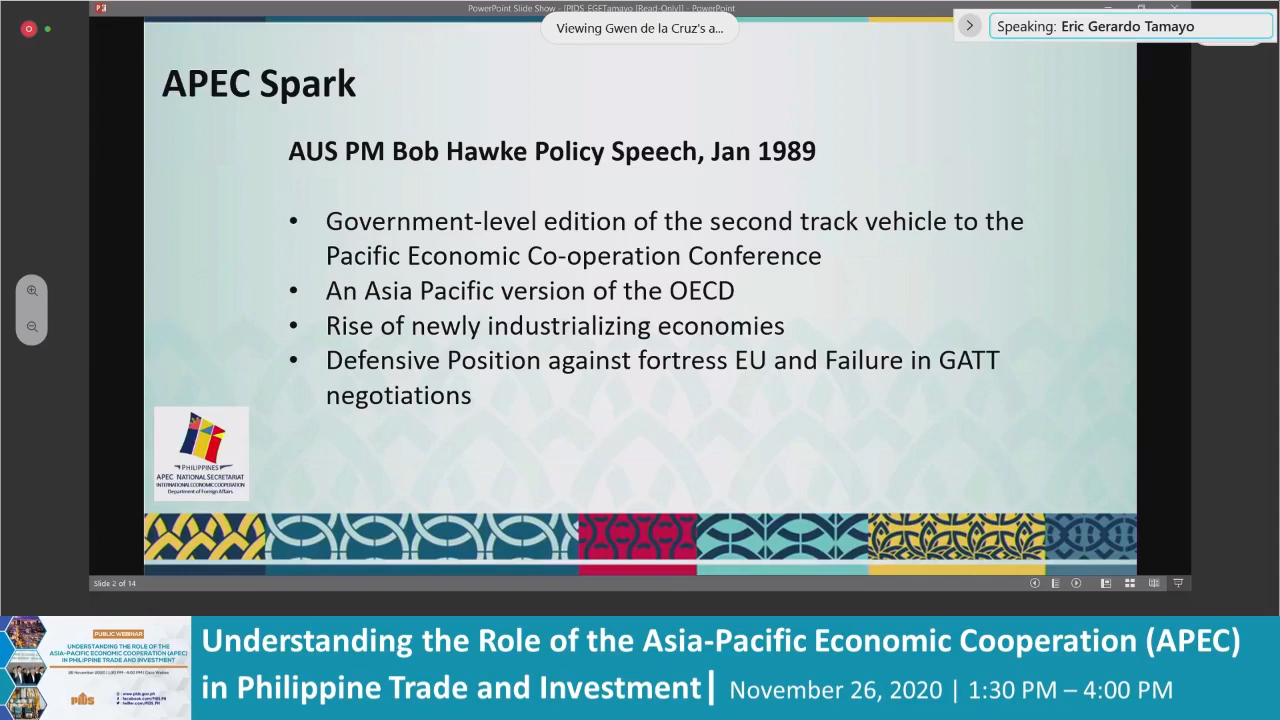 PowerPoint Slide Show - [PIDS_EGETamayo [Read-Only]] - PowerPoint
Viewing Gwen de la Cruz's a...
Speaking: Eric Gerardo Tamayo
APEC Spark
AUS PM Bob Hawke Policy Speech, Jan 1989
• Government-level edition of the second track vehicle to the
Pacific Economic Co-operation Conference
• An Asia Pacific version of the OECD
• Rise of newly industrializing economies
• Defensive Position against fortress EU and Failure in GATT
negotiations
PHILIPPINES
APEC NATIONAL SECRETARIAT
INTERNATIONAL ECONOMIC COOPERATION
Department of Foreign Affairs
Slide 2 of 14
PUBLIC WEBINAR
UNDERSTANDING THE ROLE OF THE
ASIA-PACIFIC ECONOMIC COOPERATION (APEC)
IN PHILIPPINE TRADE AND INVESTMENT
Understanding the Role of the Asia-Pacific Economic Cooperation (APEC)
in Philippine Trade and Investment | November 26, 2020 | 1:30 PM – 4:00 PM